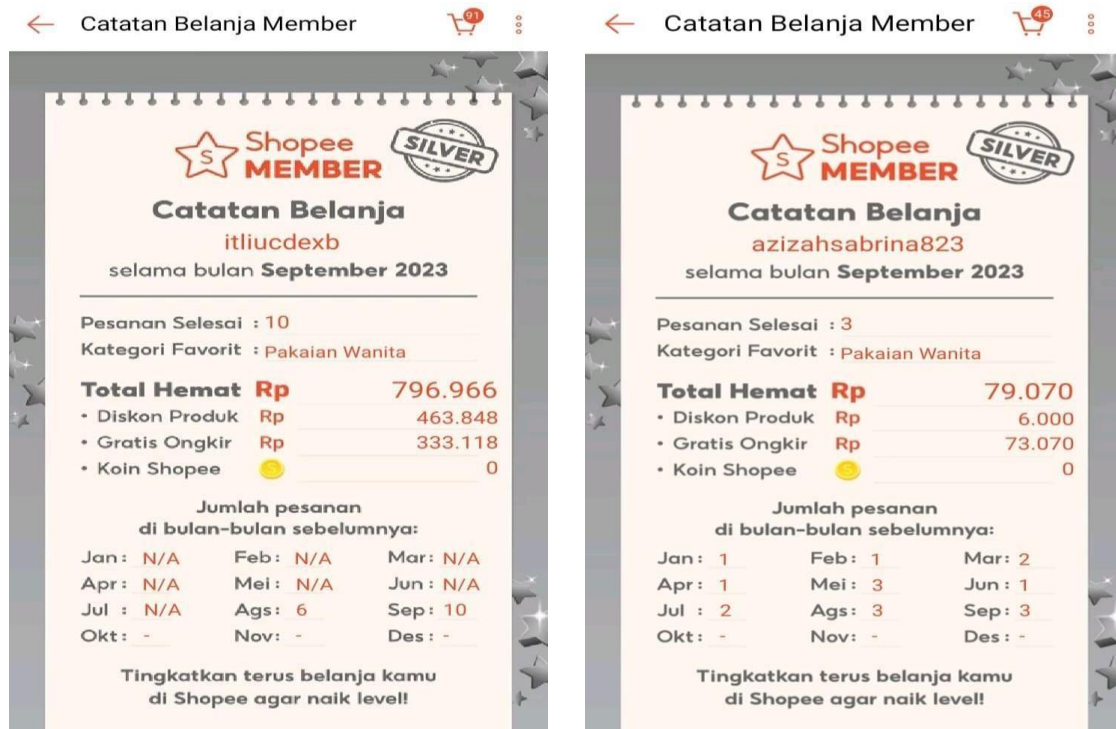 Catatan Belanja Member
91
Shopee
MEMBER
SILVER
S
Catatan Belanja
itliucdexb
selama bulan September 2023
Pesanan Selesai : 10
Kategori Favorit : Pakaian Wanita
Total Hemat Rp 796.966
• Diskon Produk Rp 463.848
• Gratis Ongkir Rp 333.118
• Koin Shopee S 0
Jumlah pesanan
di bulan-bulan sebelumnya:
Jan : N/A Feb : N/A Mar : N/A
Apr : N/A Mei : N/A Jun : N/A
Jul : N/A Ags : 6 Sep : 10
Okt : - Nov : - Des : -
Tingkatkan terus belanja kamu
di Shopee agar naik level!
Catatan Belanja Member
45
Shopee
MEMBER
SILVER
S
Catatan Belanja
azizahsabrina823
selama bulan September 2023
Pesanan Selesai : 3
Kategori Favorit : Pakaian Wanita
Total Hemat Rp 79.070
• Diskon Produk Rp 6.000
• Gratis Ongkir Rp 73.070
• Koin Shopee S 0
Jumlah pesanan
di bulan-bulan sebelumnya:
Jan : 1 Feb : 1 Mar : 2
Apr : 1 Mei : 3 Jun : 1
Jul : 2 Ags : 3 Sep : 3
Okt : - Nov : - Des : -
Tingkatkan terus belanja kamu
di Shopee agar naik level!